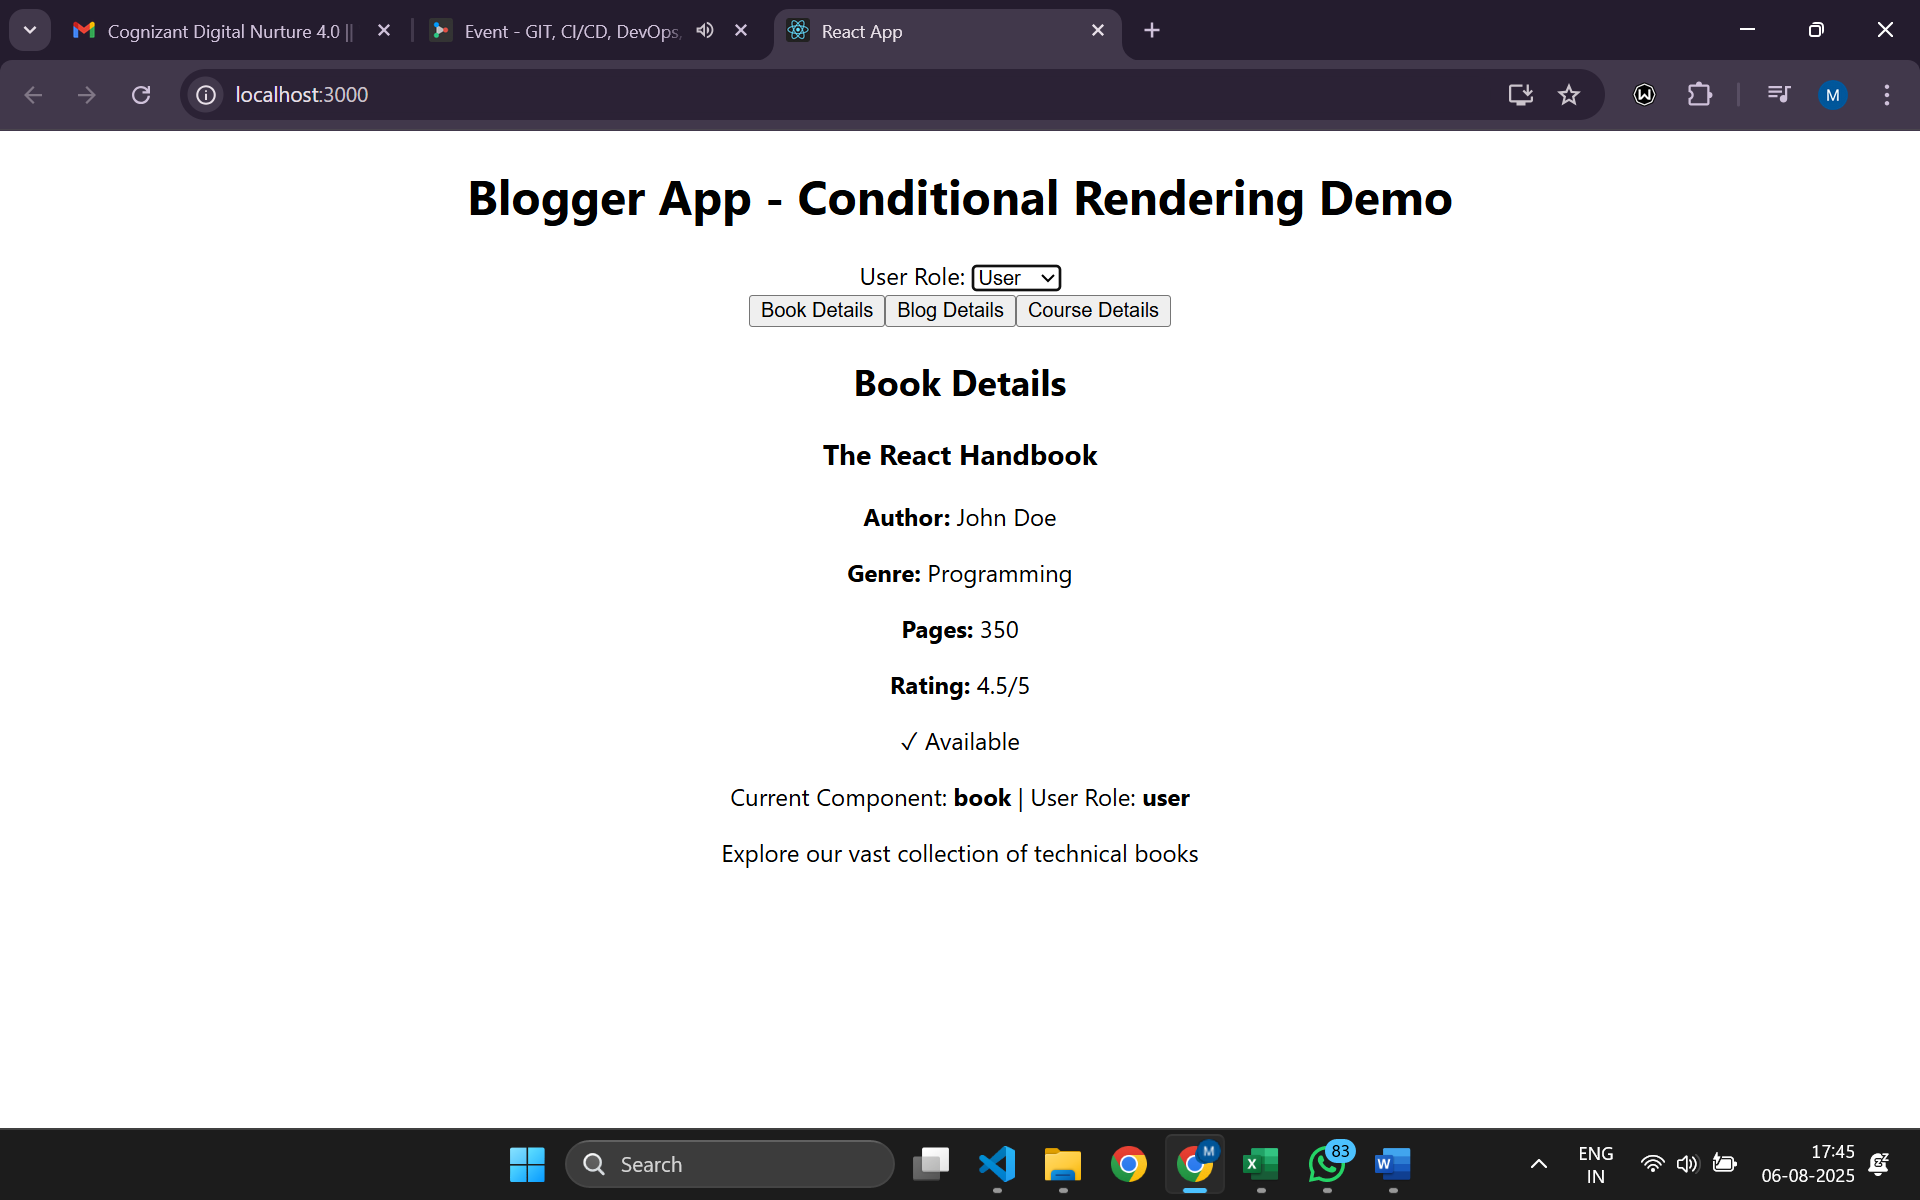 Cognizant Digital Nurture 4.0 ||
Event - GIT, CI/CD, DevOps,
React App
localhost:3000
M
Blogger App - Conditional Rendering Demo
User Role: User
Book Details Blog Details Course Details
Book Details
The React Handbook
Author: John Doe
Genre: Programming
Pages: 350
Rating: 4.5/5
✓ Available
Current Component: book | User Role: user
Explore our vast collection of technical books
Search
M
X
83
W
ENG
IN
17:45
06-08-2025